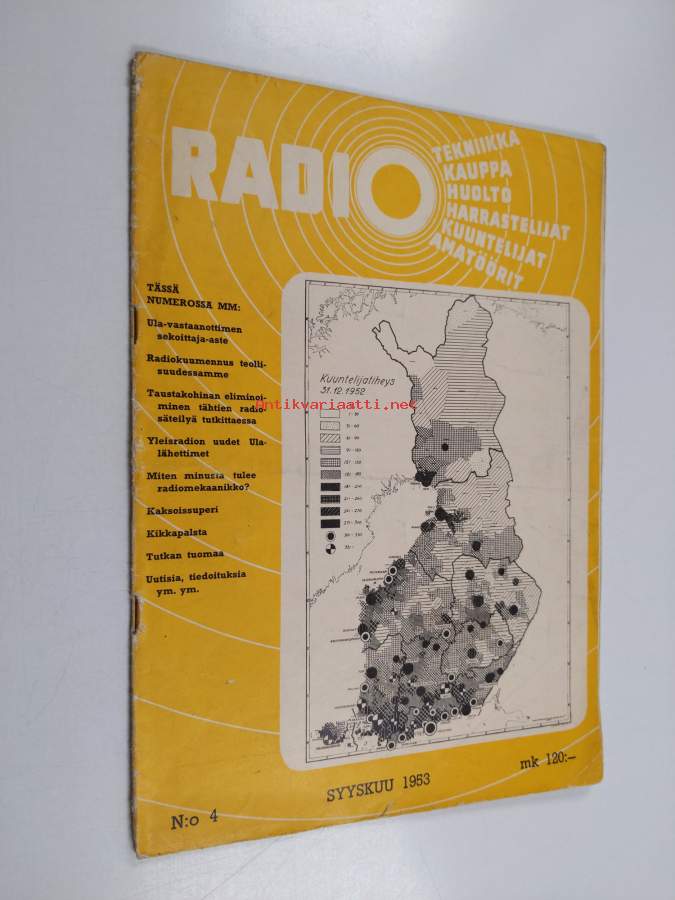 RADIO
TEKNIIKKA
KAUPPA
HUOLTO
HARRASTELIJAT
KUUNTELIJAT
AMATÖÖRIT
TÄSSÄ
NUMEROSSA MM:
Ula-vastaanottimen
sekoittaja-aste
Radiokuumennus teolli-
suudessamme
Taustakohinan eliminoi-
minen tähtien radio-
säteilyä tutkittaessa
Yleisradion uudet Ula-
lähettimet
Miten minusta tulee
radiomekaanikko?
Kaksoissuperi
Kikkapalsta
Tutkan tuomaa
Uutisia, tiedoituksia
ym. ym.
Kuuntelijatiheys
31.12.1952
Antikvariaatti.net
N:o 4
SYYSKUU 1953
mk 120:–